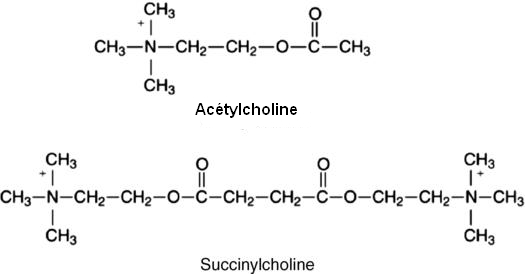 CH3 O
+
CH3—N—CH2—CH2—O—C—CH3
CH3
Acétylcholine
CH3 O O CH3
+ +
CH3—N—CH2—CH2—O—C—CH2—CH2—C—O—CH2—CH2—N—CH3
CH3 CH3
Succinylcholine